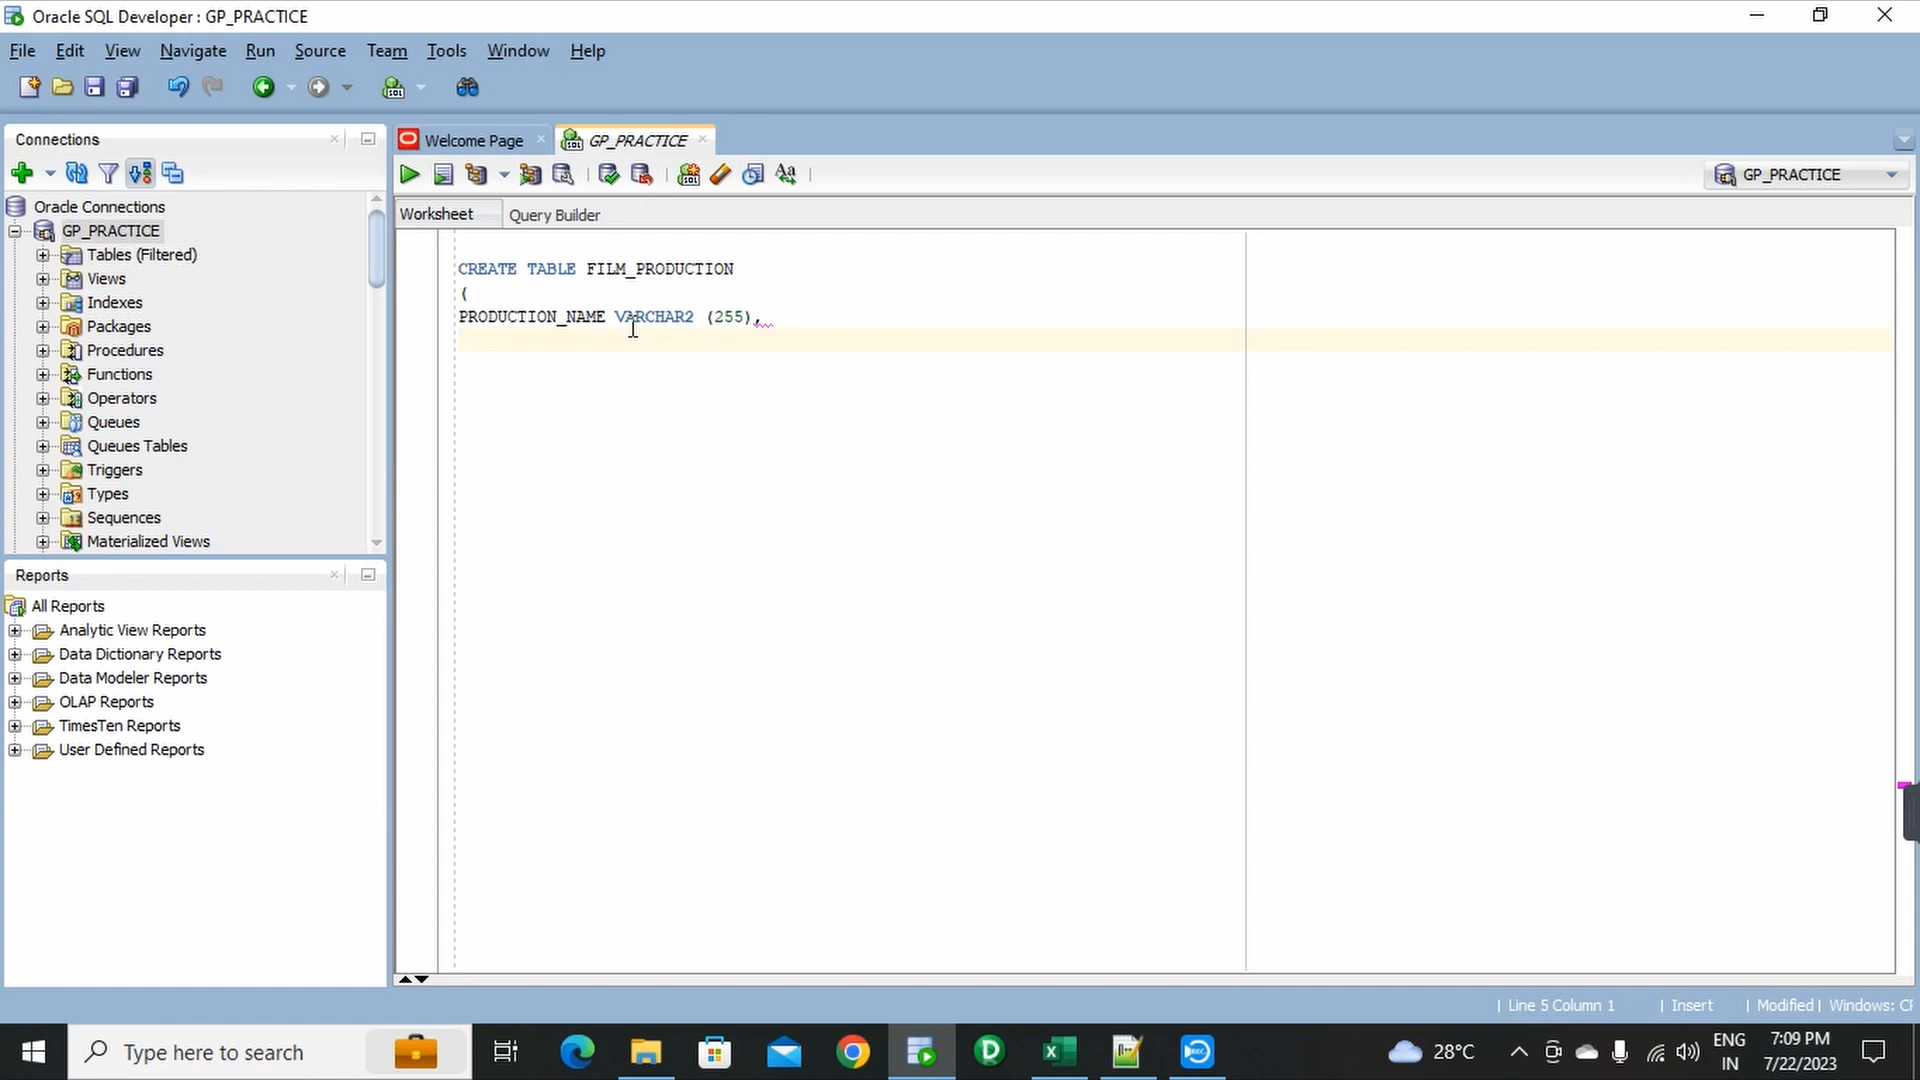 Oracle SQL Developer : GP_PRACTICE
File Edit View Navigate Run Source Team Tools Window Help
Connections
Oracle Connections
GP_PRACTICE
Tables (Filtered)
Views
Indexes
Packages
Procedures
Functions
Operators
Queues
Queues Tables
Triggers
Types
Sequences
Materialized Views
Reports
All Reports
Analytic View Reports
Data Dictionary Reports
Data Modeler Reports
OLAP Reports
TimesTen Reports
User Defined Reports
Welcome Page
GP_PRACTICE
GP_PRACTICE
Worksheet
Query Builder
CREATE TABLE FILM_PRODUCTION
(
PRODUCTION_NAME VARCHAR2 (255),
| Line 5 Column 1 | Insert | Modified | Windows: CF
Type here to search
28°C
ENG
IN
7:09 PM
7/22/2023